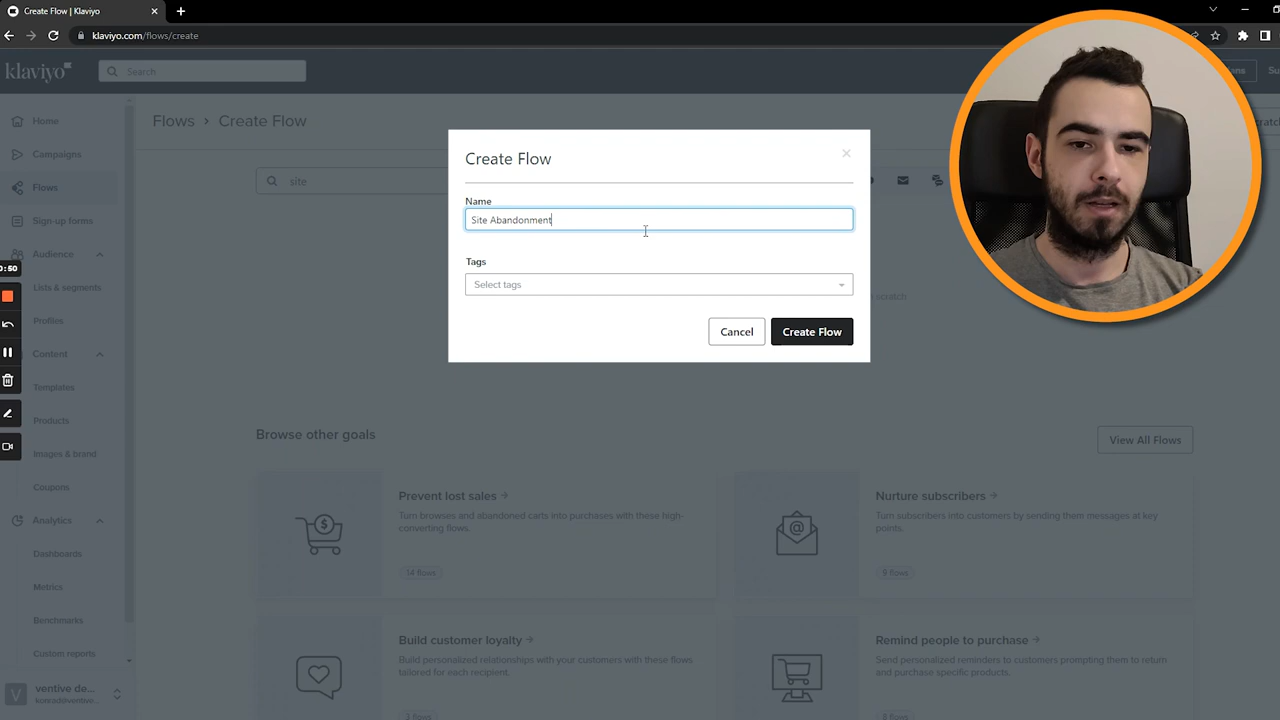 Create Flow | Klaviyo
klaviyo.com/flows/create
klaviyo
Search
Home
Campaigns
Flows
Sign-up forms
Audience
Lists & segments
Profiles
Content
Templates
Products
Images & brand
Coupons
Analytics
Dashboards
Metrics
Benchmarks
Custom reports
V
ventive de...
konrad@ventive...
:50
Flows > Create Flow
site
Create Flow
Name
Site Abandonment
Tags
Select tags
Cancel
Create Flow
scratch
Browse other goals
View All Flows
Prevent lost sales →
Turn browses and abandoned carts into purchases with these high-
converting flows.
14 flows
Nurture subscribers →
Turn subscribers into customers by sending them messages at key
points.
9 flows
Build customer loyalty →
Build personalized relationships with your customers with these flows
tailored for each recipient.
Remind people to purchase →
Send personalized reminders to customers prompting them to return
and purchase specific products.